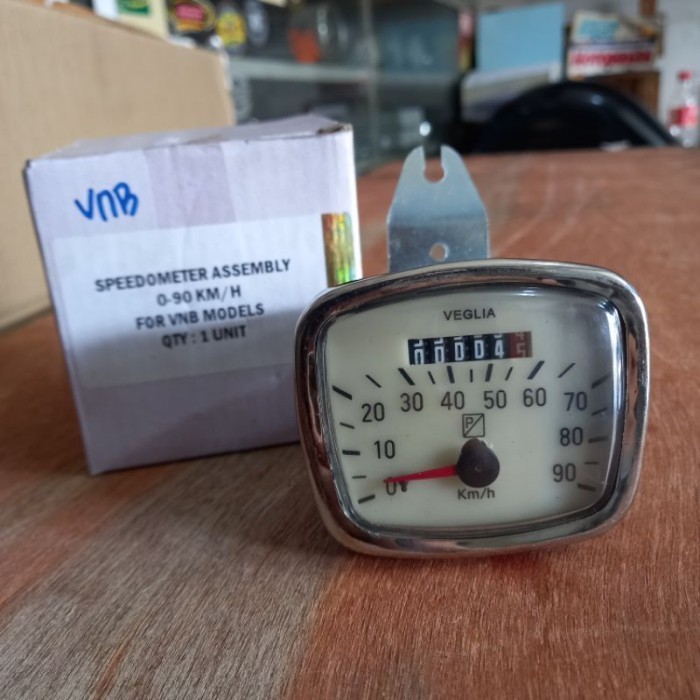 VNB
SPEEDOMETER ASSEMBLY
0-90 KM/H
FOR VNB MODELS
QTY : 1 UNIT
VEGLIA
00004
0 10 20 30 40 50 60 70 80 90
P
Km/h